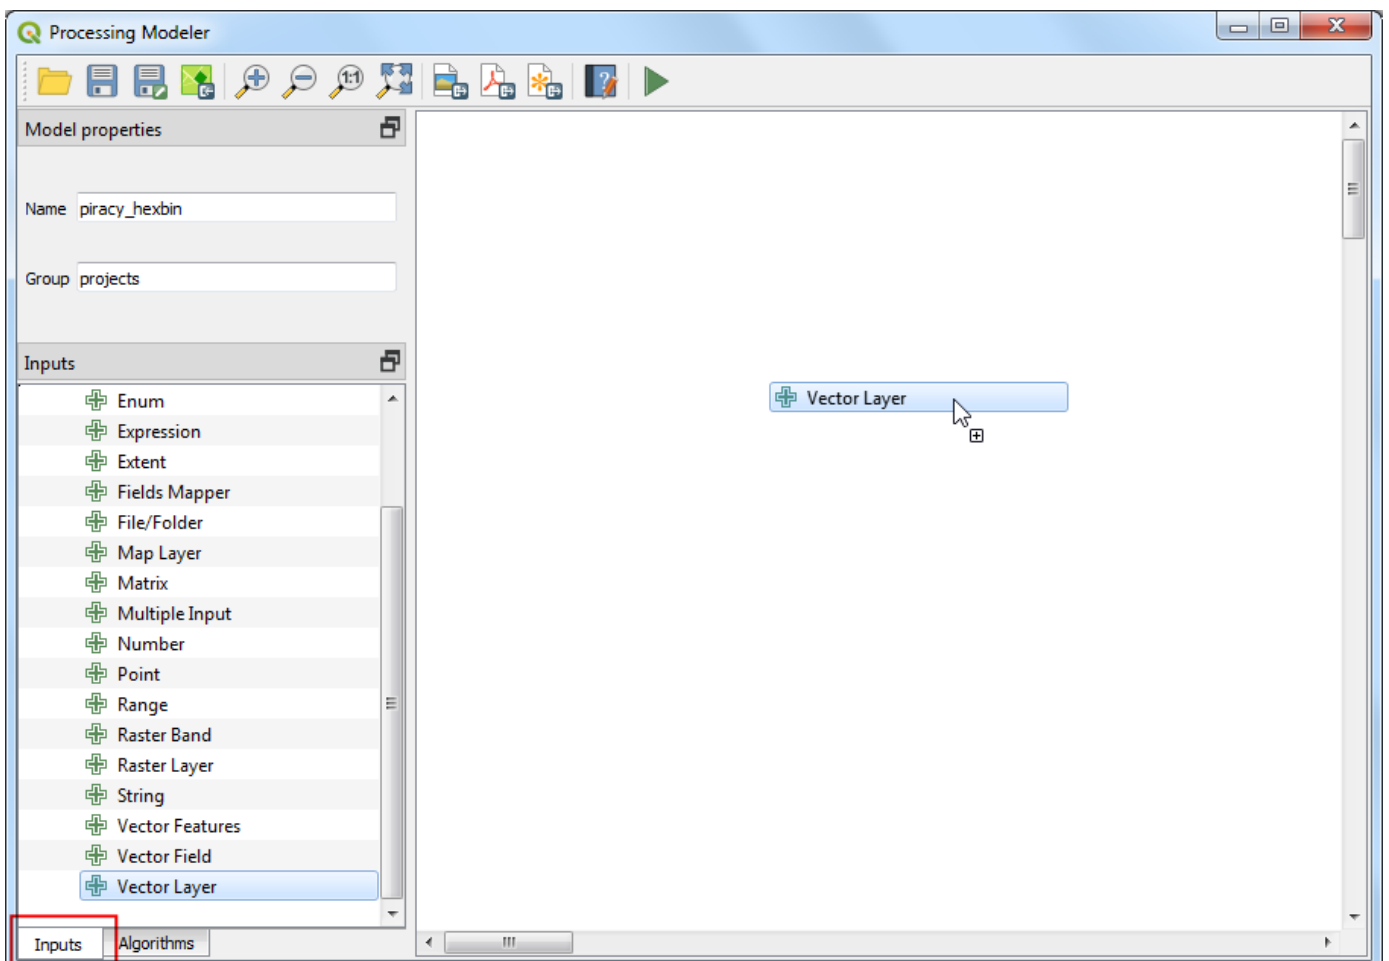 Processing Modeler
1:1
Model properties
Name piracy_hexbin
Group projects
Inputs
Enum
Expression
Extent
Fields Mapper
File/Folder
Map Layer
Matrix
Multiple Input
Number
Point
Range
Raster Band
Raster Layer
String
Vector Features
Vector Field
Vector Layer
Inputs Algorithms
Vector Layer